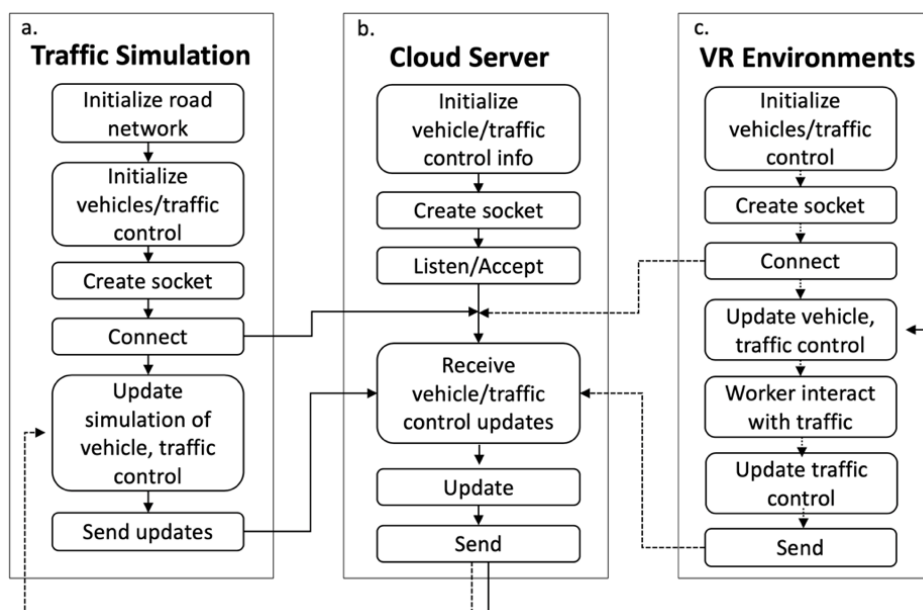 a.
Traffic Simulation
Initialize road
network
Initialize
vehicles/traffic
control
Create socket
Connect
Update
simulation of
vehicle, traffic
control
Send updates
b.
Cloud Server
Initialize
vehicle/traffic
control info
Create socket
Listen/Accept
Receive
vehicle/traffic
control updates
Update
Send
c.
VR Environments
Initialize
vehicles/traffic
control
Create socket
Connect
Update vehicle,
traffic control
Worker interact
with traffic
Update traffic
control
Send